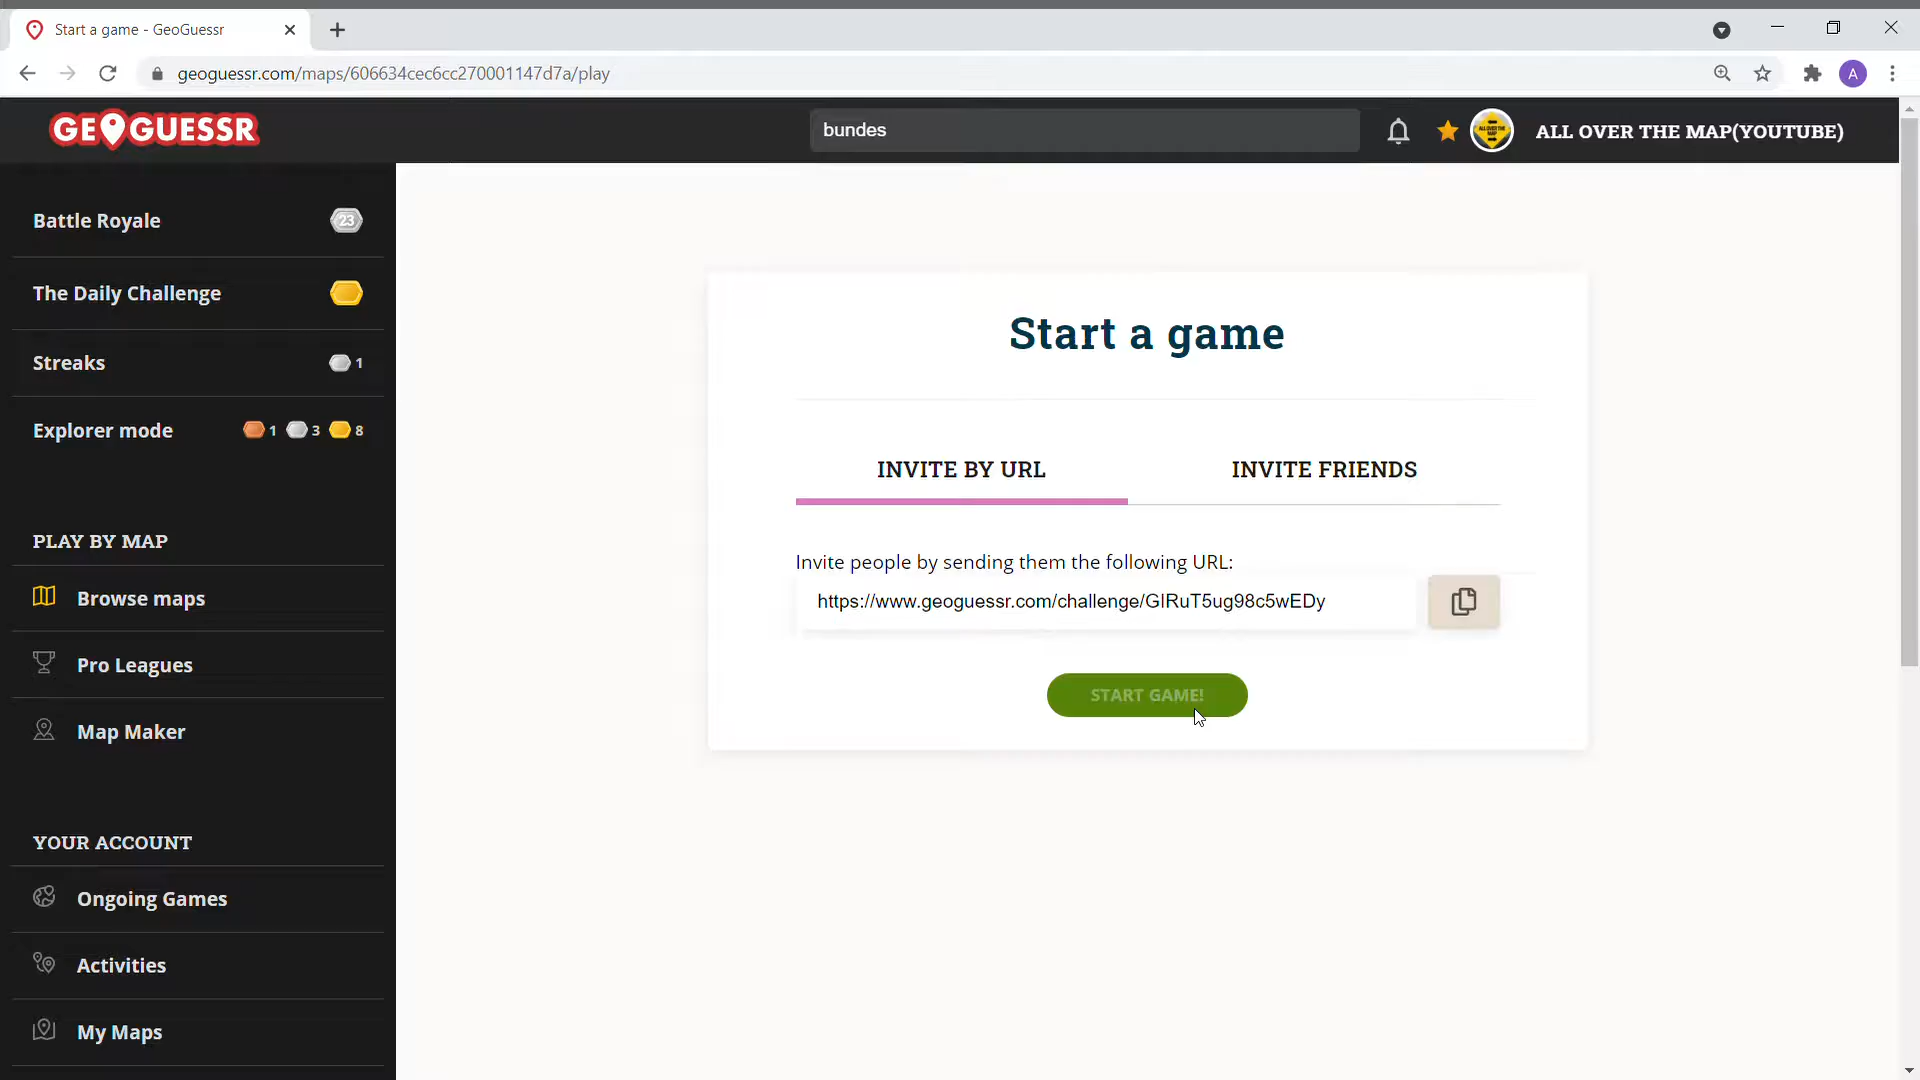 Start a game - GeoGuessr
geoguessr.com/maps/606634cec6cc270001147d7a/play
A
GEOGUESSR
bundes
ALL OVER THE MAP(YOUTUBE)
Battle Royale
23
The Daily Challenge
Streaks
1
Explorer mode
1 3 8
PLAY BY MAP
Browse maps
Pro Leagues
Map Maker
YOUR ACCOUNT
Ongoing Games
Activities
My Maps
Start a game
INVITE BY URL
INVITE FRIENDS
Invite people by sending them the following URL:
https://www.geoguessr.com/challenge/GIRuT5ug98c5wEDy
START GAME!